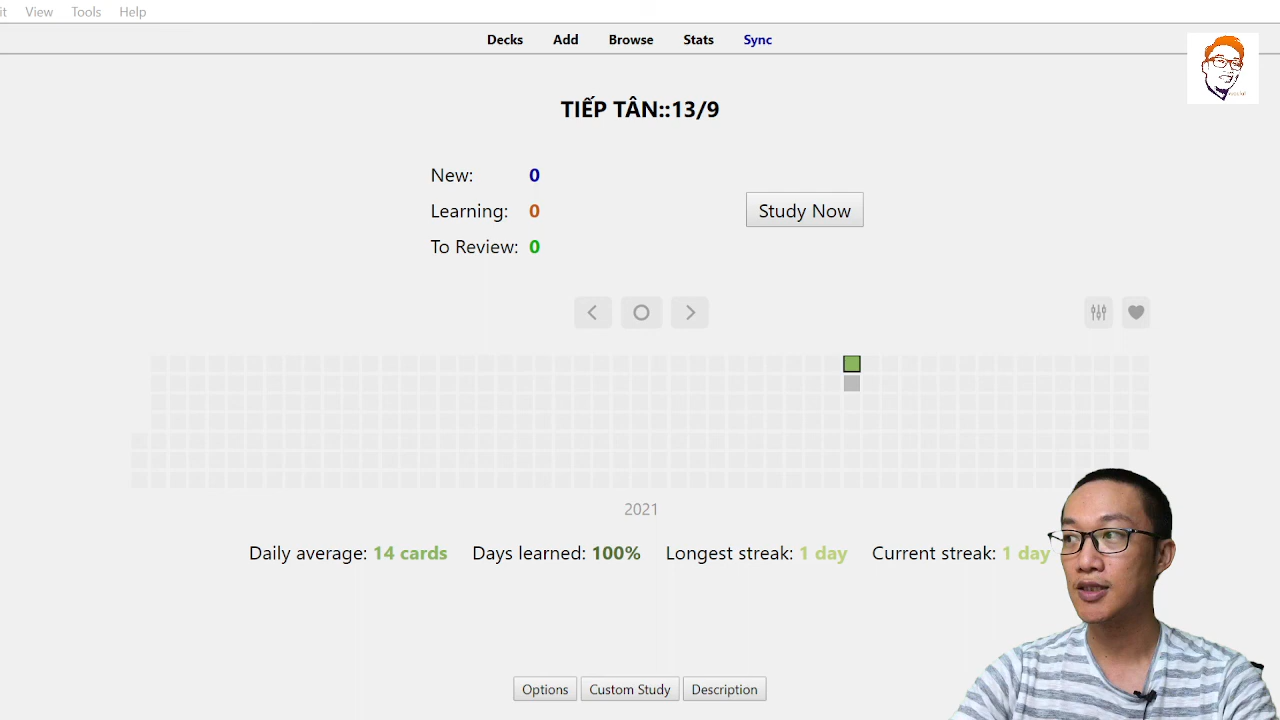 it View Tools Help
Decks Add Browse Stats Sync
TIẾP TÂN::13/9
New: 0
Learning: 0
Study Now
To Review: 0
2021
Daily average: 14 cards Days learned: 100% Longest streak: 1 day Current streak: 1 day
Options Custom Study Description